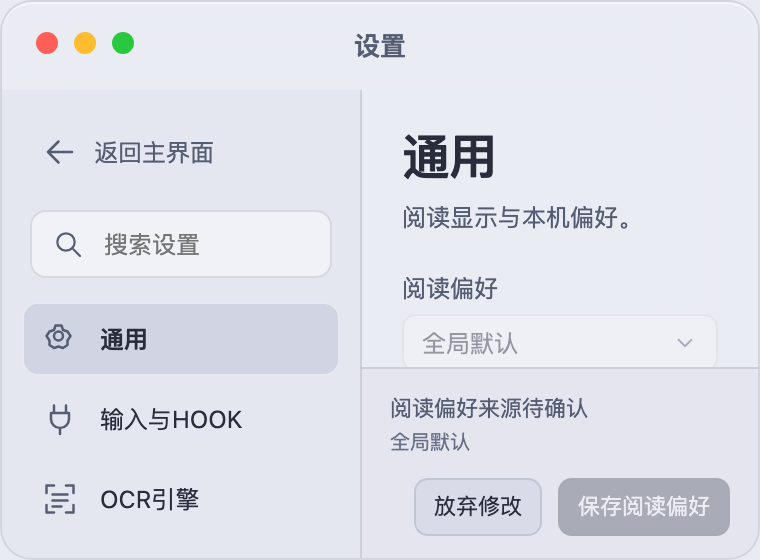 设置
返回主界面
搜索设置
通用
输入与HOOK
OCR引擎
通用
阅读显示与本机偏好。
阅读偏好
全局默认
阅读偏好来源待确认
全局默认
放弃修改
保存阅读偏好